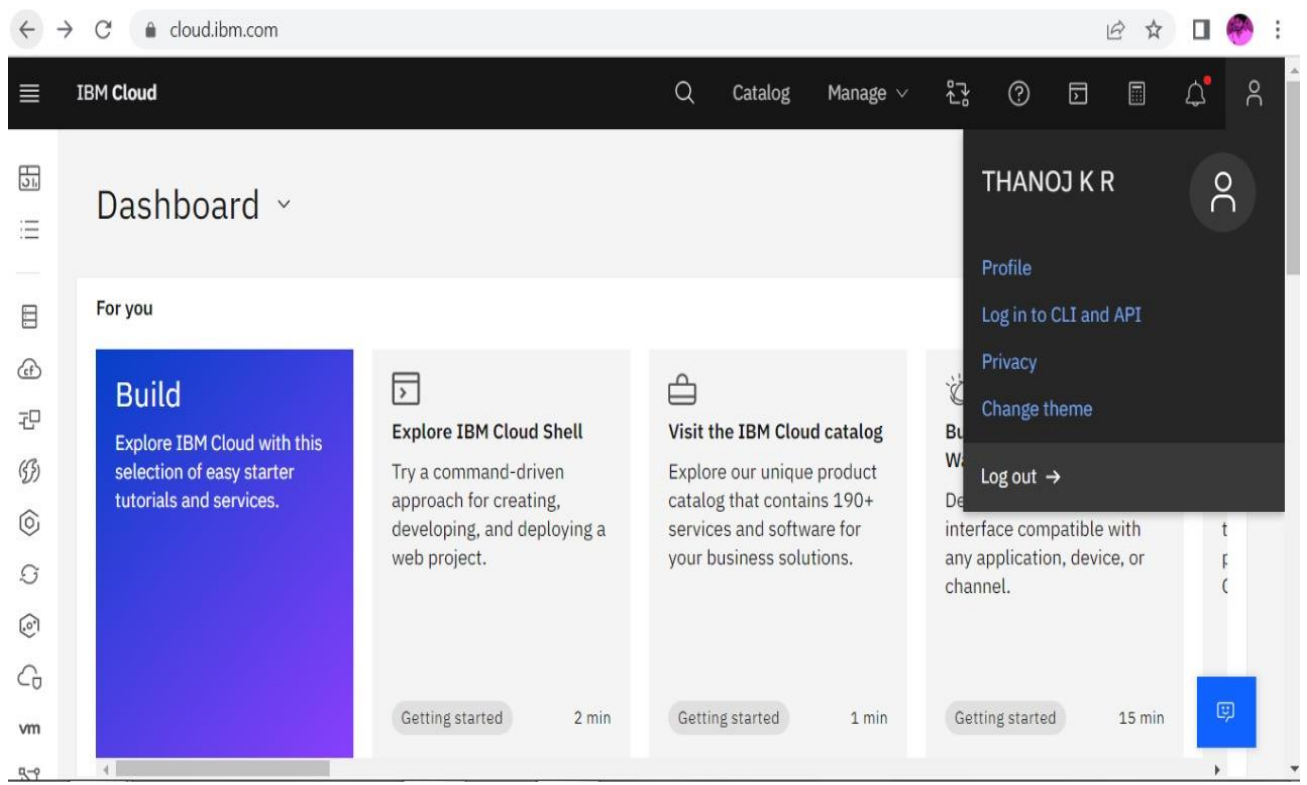 cloud.ibm.com
IBM Cloud
Catalog
Manage
THANOJ K R
Profile
Log in to CLI and API
Privacy
Change theme
Log out →
Dashboard
For you
Build
Explore IBM Cloud with this
selection of easy starter
tutorials and services.
Explore IBM Cloud Shell
Try a command-driven
approach for creating,
developing, and deploying a
web project.
Getting started 2 min
Visit the IBM Cloud catalog
Explore our unique product
catalog that contains 190+
services and software for
your business solutions.
Getting started 1 min
interface compatible with
any application, device, or
channel.
Getting started 15 min
cf
vm